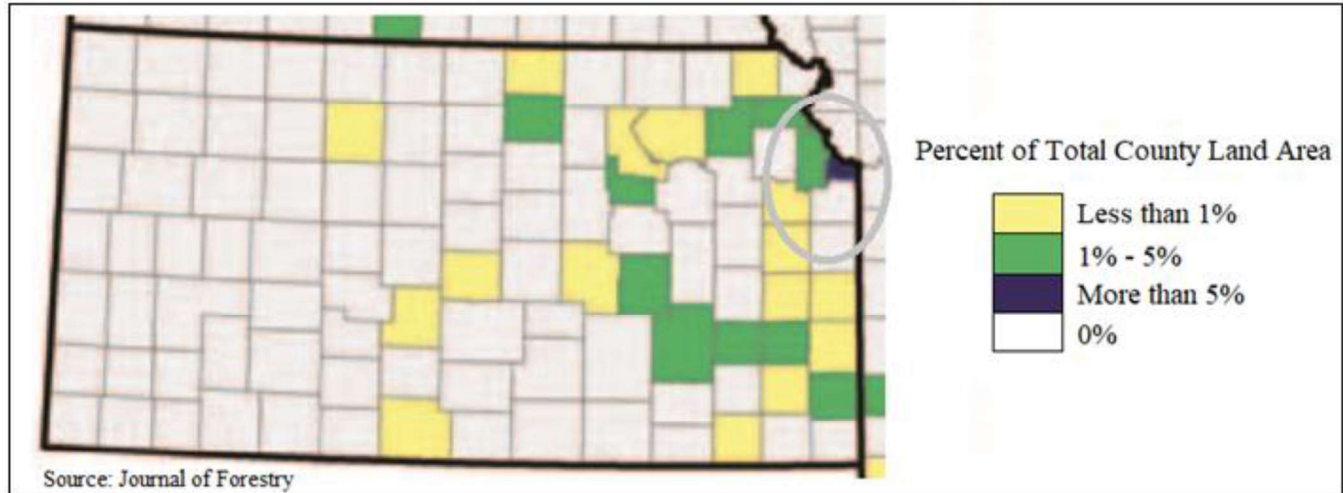 Percent of Total County Land Area
Less than 1%
1% - 5%
More than 5%
0%
Source: Journal of Forestry